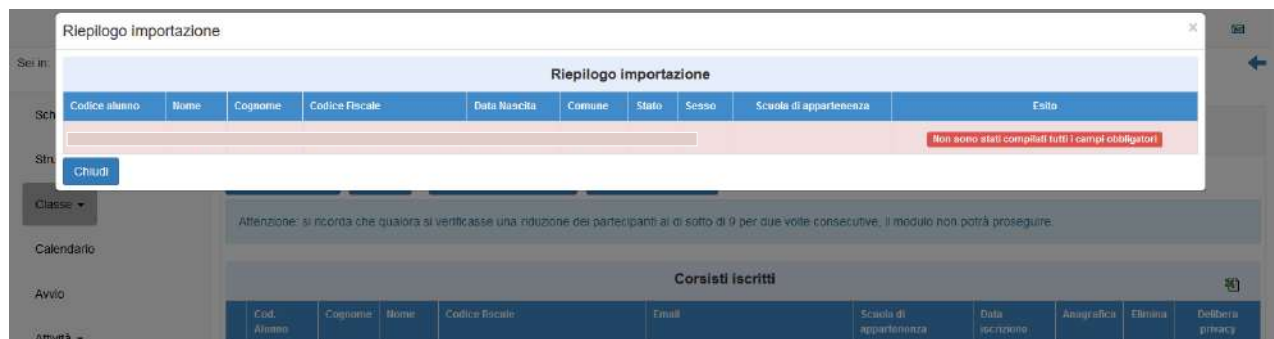 Riepilogo importazione ×
Sei in:
Riepilogo importazione
Codice alunno Nome Cognome Codice Fiscale Data Nascita Comune Stato Sesso Scuola di appartenenza Esito
Sch
Non sono stati compilati tutti i campi obbligatori
Stru
Chiudi
Classe
Attenzione: si ricorda che qualora si verificasse una riduzione dei partecipanti al di sotto di 9 per due volte consecutive, il modulo non potrà proseguire.
Calendario
Corsisti iscritti
Avvio
Cod. Alunno Cognome Nome Codice fiscale Email Scuola di appartenenza Data iscrizione Anagrafica Elimina Delibera privacy
Attività